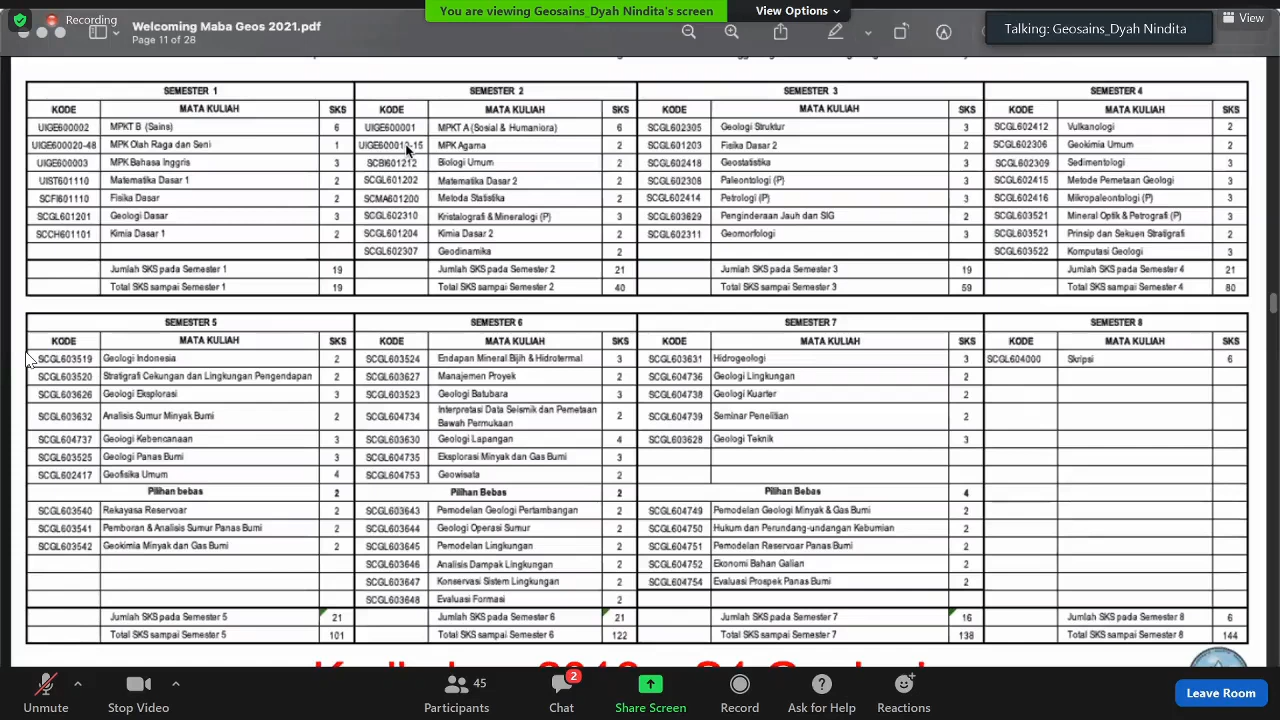 Recording
You are viewing Geosains_Dyah Nindita's screen
View Options
Welcoming Maba Geos 2021.pdf
Page 11 of 28
Talking: Geosains_Dyah Nindita
View
SEMESTER 1 SEMESTER 2 SEMESTER 3 SEMESTER 4
KODE MATA KULIAH SKS KODE MATA KULIAH SKS KODE MATA KULIAH SKS KODE MATA KULIAH SKS
UIGE600002 MPKT B (Sains) 6 UIGE600001 MPKT A (Sosial & Humaniora) 6 SCGL602305 Geologi Struktur 3 SCGL602412 Vulkanologi 2
UIGE600020-48 MPK Olah Raga dan Seni 1 UIGE600010-15 MPK Agama 2 SCGL601203 Fisika Dasar 2 2 SCGL602306 Geokimia Umum 2
UIGE600003 MPK Bahasa Inggris 3 SCBI601212 Biologi Umum 2 SCGL602418 Geostatistika 3 SCGL602309 Sedimentologi 3
UIST601110 Matematika Dasar 1 2 SCGL601202 Matematika Dasar 2 2 SCGL602308 Paleontologi (P) 3 SCGL602415 Metode Pemetaan Geologi 3
SCFI601110 Fisika Dasar 2 SCMA601200 Metoda Statistika 2 SCGL602414 Petrologi (P) 3 SCGL602416 Mikropaleontologi (P) 3
SCGL601201 Geologi Dasar 3 SCGL602310 Kristalografi & Mineralogi (P) 3 SCGL603629 Penginderaan Jauh dan SIG 2 SCGL603521 Mineral Optik & Petrografi (P) 3
SCCH601101 Kimia Dasar 1 2 SCGL601204 Kimia Dasar 2 2 SCGL602311 Geomorfologi 3 SCGL603521 Prinsip dan Sekuen Stratigrafi 2
SCGL602307 Geodinamika 2 SCGL603522 Komputasi Geologi 3
Jumlah SKS pada Semester 1 19 Jumlah SKS pada Semester 2 21 Jumlah SKS pada Semester 3 19 Jumlah SKS pada Semester 4 21
Total SKS sampai Semester 1 19 Total SKS sampai Semester 2 40 Total SKS sampai Semester 3 59 Total SKS sampai Semester 4 80
SEMESTER 5 SEMESTER 6 SEMESTER 7 SEMESTER 8
KODE MATA KULIAH SKS KODE MATA KULIAH SKS KODE MATA KULIAH SKS KODE MATA KULIAH SKS
SCGL603519 Geologi Indonesia 2 SCGL603524 Endapan Mineral Bijih & Hidrotermal 3 SCGL603631 Hidrogeologi 3 SCGL604000 Skripsi 6
SCGL603520 Stratigrafi Cekungan dan Lingkungan Pengendapan 2 SCGL603627 Manajemen Proyek 2 SCGL604736 Geologi Lingkungan 2
SCGL603626 Geologi Eksplorasi 3 SCGL603523 Geologi Batubara 3 SCGL604738 Geologi Kuarter 2
SCGL603632 Analisis Sumur Minyak Bumi 2 SCGL604734 Interpretasi Data Seismik dan Pemetaan Bawah Permukaan 2 SCGL604739 Seminar Penelitian 2
SCGL604737 Geologi Kebencanaan 3 SCGL603630 Geologi Lapangan 4 SCGL603628 Geologi Teknik 3
SCGL603525 Geologi Panas Bumi 3 SCGL604735 Eksplorasi Minyak dan Gas Bumi 3
SCGL602417 Geofisika Umum 4 SCGL604753 Geowisata 2
Pilihan bebas 2 Pilihan Bebas 2 Pilihan Bebas 4
SCGL603540 Rekayasa Reservoar 2 SCGL603643 Pemodelan Geologi Pertambangan 2 SCGL604749 Pemodelan Geologi Minyak & Gas Bumi 2
SCGL603541 Pemboran & Analisis Sumur Panas Bumi 2 SCGL603644 Geologi Operasi Sumur 2 SCGL604750 Hukum dan Perundang-undangan Kebumian 2
SCGL603542 Geokimia Minyak dan Gas Bumi 2 SCGL603645 Pemodelan Lingkungan 2 SCGL604751 Pemodelan Reservoar Panas Bumi 2
SCGL603646 Analisis Dampak Lingkungan 2 SCGL604752 Ekonomi Bahan Galian 2
SCGL603647 Konservasi Sistem Lingkungan 2 SCGL604754 Evaluasi Prospek Panas Bumi 2
SCGL603648 Evaluasi Formasi 2
Jumlah SKS pada Semester 5 21 Jumlah SKS pada Semester 6 21 Jumlah SKS pada Semester 7 16 Jumlah SKS pada Semester 8 6
Total SKS sampai Semester 5 101 Total SKS sampai Semester 6 122 Total SKS sampai Semester 7 138 Total SKS sampai Semester 8 144
45
2
Unmute Stop Video Participants Chat Share Screen Record Ask for Help Reactions Leave Room